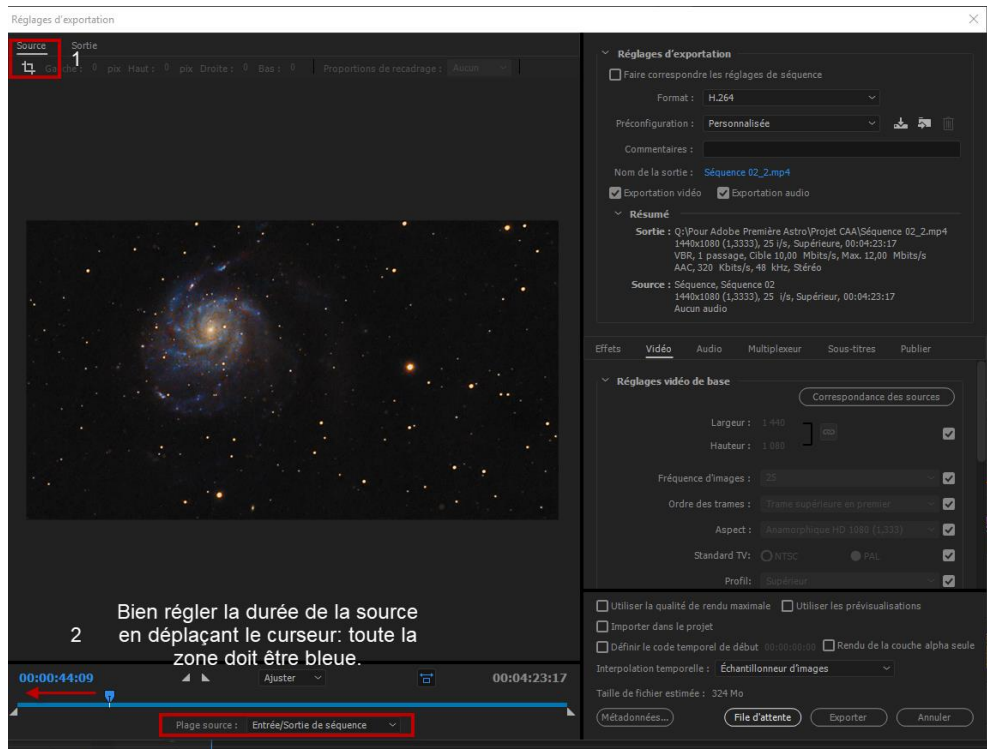 Réglages d'exportation
Source Sortie
1
Gauche : 0 pix Haut : 0 pix Droite : 0 Bas : 0 Proportions de recadrage : Aucun
Bien régler la durée de la source
2 en déplaçant le curseur: toute la
zone doit être bleue.
00:00:44:09 Ajuster 00:04:23:17
Plage source : Entrée/Sortie de séquence
Réglages d'exportation
Faire correspondre les réglages de séquence
Format : H.264
Préconfiguration : Personnalisée
Commentaires :
Nom de la sortie : Séquence 02_2.mp4
Exportation vidéo Exportation audio
Résumé
Sortie : Q:\Pour Adobe Première Astro\Projet CAA\Séquence 02_2.mp4
1440x1080 (1,3333), 25 i/s, Supérieure, 00:04:23:17
VBR, 1 passage, Cible 10,00 Mbits/s, Max. 12,00 Mbits/s
AAC, 320 Kbits/s, 48 kHz, Stéréo
Source : Séquence, Séquence 02
1440x1080 (1,3333), 25 i/s, Supérieur, 00:04:23:17
Aucun audio
Effets Vidéo Audio Multiplexeur Sous-titres Publier
Réglages vidéo de base
Correspondance des sources
Largeur : 1 440
Hauteur : 1 080
Fréquence d'images : 25
Ordre des trames : Trame supérieure en premier
Aspect : Anamorphique HD 1080 (1,333)
Standard TV: NTSC PAL
Profil: Supérieur
Utiliser la qualité de rendu maximale Utiliser les prévisualisations
Importer dans le projet
Définir le code temporel de début 00:00:00:00 Rendu de la couche alpha seule
Interpolation temporelle : Échantillonneur d'images
Taille de fichier estimée : 324 Mo
Métadonnées... File d'attente Exporter Annuler